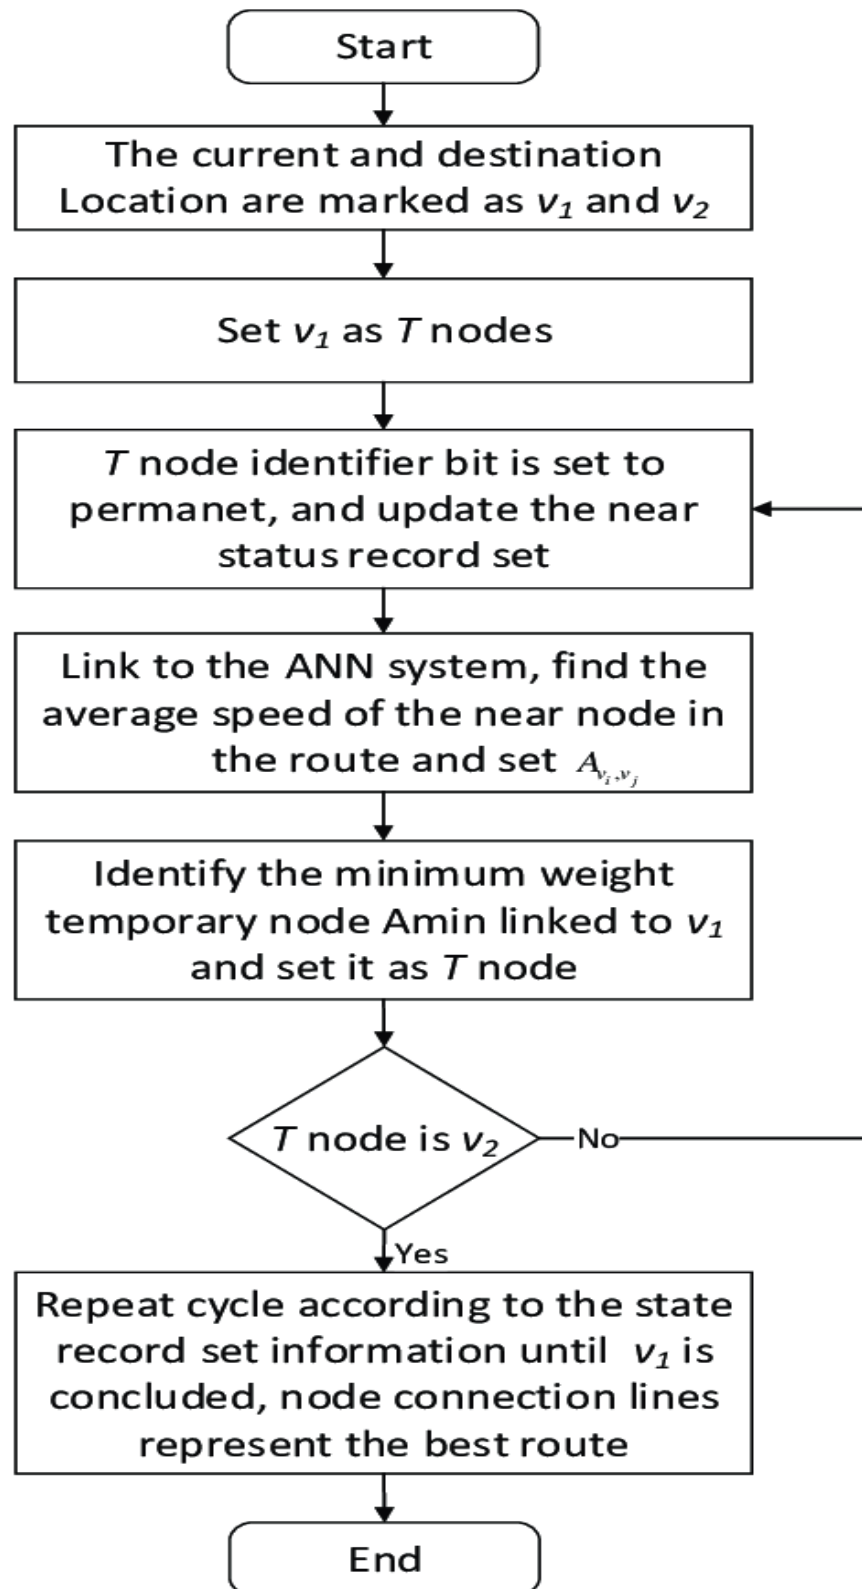 Start
The current and destination
Location are marked as v1 and v2
Set v1 as T nodes
T node identifier bit is set to
permanet, and update the near
status record set
Link to the ANN system, find the
average speed of the near node in
the route and set A_{vi,vj}
Identify the minimum weight
temporary node Amin linked to v1
and set it as T node
T node is v2
No
Yes
Repeat cycle according to the state
record set information until v1 is
concluded, node connection lines
represent the best route
End